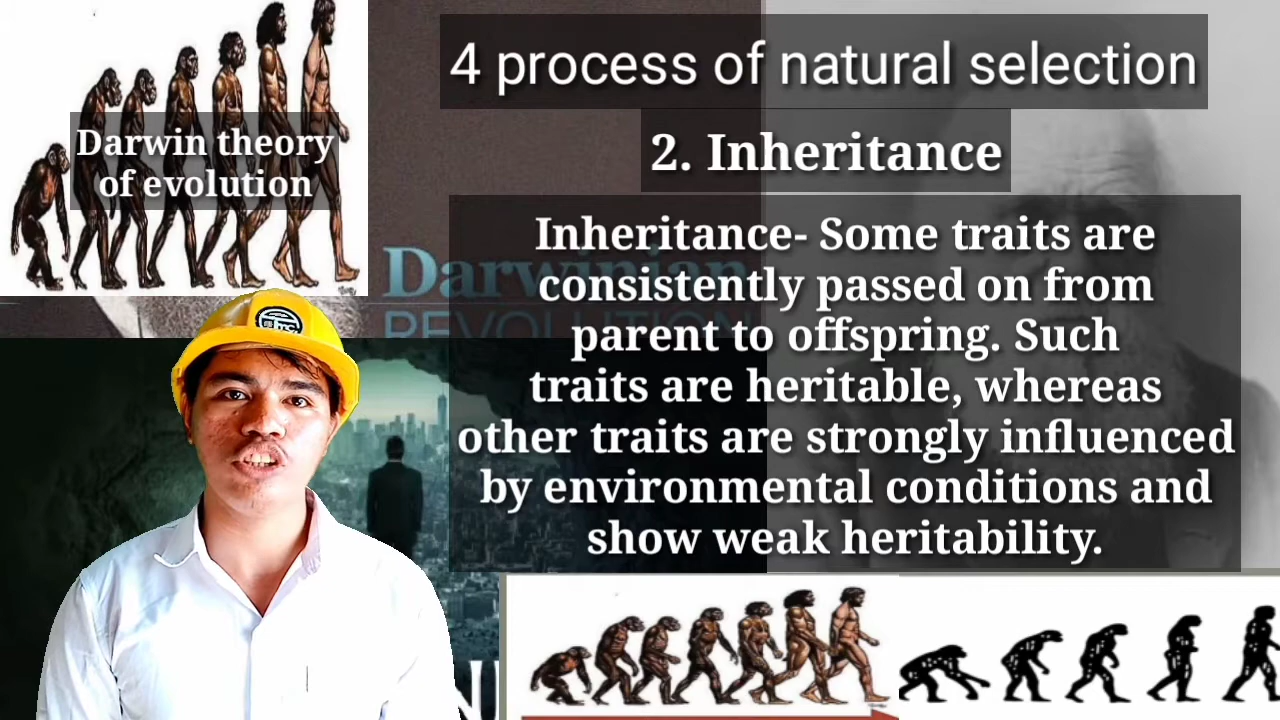 4 process of natural selection
2. Inheritance
Darwin theory
of evolution
Inheritance- Some traits are
consistently passed on from
parent to offspring. Such
traits are heritable, whereas
other traits are strongly influenced
by environmental conditions and
show weak heritability.
Darwinian
REVOLUTION